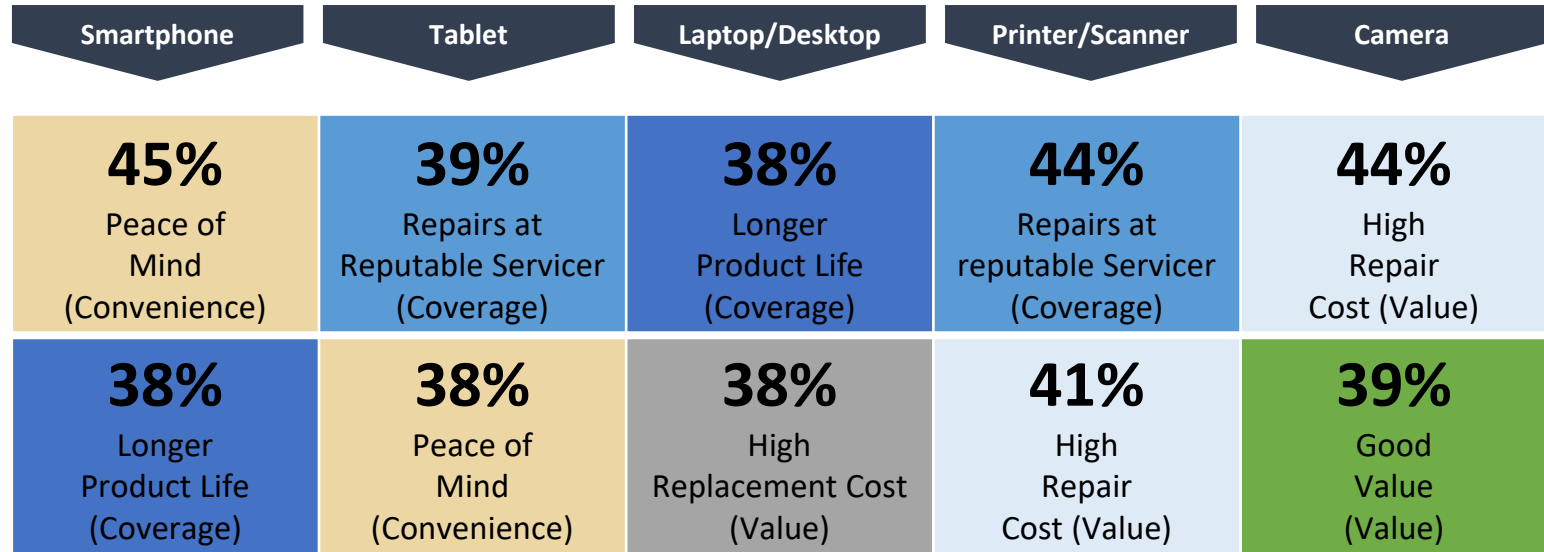 Smartphone
Tablet
Laptop/Desktop
Printer/Scanner
Camera
45%
Peace of
Mind
(Convenience)
39%
Repairs at
Reputable Servicer
(Coverage)
38%
Longer
Product Life
(Coverage)
44%
Repairs at
reputable Servicer
(Coverage)
44%
High
Repair
Cost (Value)
38%
Longer
Product Life
(Coverage)
38%
Peace of
Mind
(Convenience)
38%
High
Replacement Cost
(Value)
41%
High
Repair
Cost (Value)
39%
Good
Value
(Value)